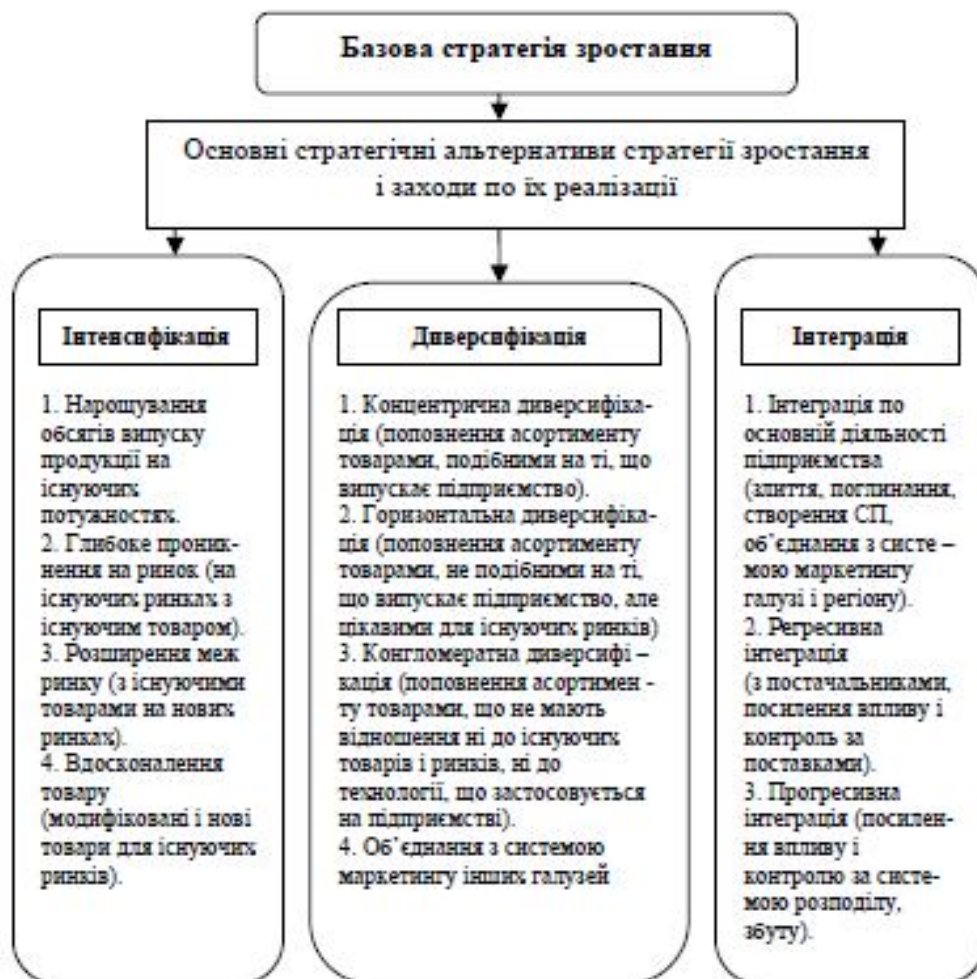 Базова стратегія зростання
Основні стратегічні альтернативи стратегії зростання
і заходи по їх реалізації
Інтенсифікація
1. Нарощування
обсягів випуску
продукції на
існуючих
потужностях.
2. Глибоке проник-
нення на ринок (на
існуючих ринках з
існуючим товаром).
3. Розширення меж
ринку (з існуючими
товарами на нових
ринках).
4. Вдосконалення
товару
(модифіковані і нові
товари для існуючих
ринків).
Диверсифікація
1. Концентрична диверсифіка-
ція (поповнення асортименту
товарами, подібними на ті, що
випускає підприємство).
2. Горизонтальна диверсифіка-
ція (поповнення асортименту
товарами, не подібними на ті,
що випускає підприємство, але
цікавими для існуючих ринків)
3. Конгломератна диверсифі –
кація (поповнення асортимен -
ту товарами, що не мають
відношення ні до існуючих
товарів і ринків, ні до
технології, що застосовується
на підприємстві).
4. Об’єднання з системою
маркетингу інших галузей
Інтеграція
1. Інтеграція по
основній діяльності
підприємства
(злиття, поглинання,
створення СП,
об’єднання з систе –
мою маркетингу
галузі і регіону).
2. Регресивна
інтеграція
(з постачальниками,
посилення впливу і
контроль за
поставками).
3. Прогресивна
інтеграція (посилен-
ня впливу і
контролю за систе-
мою розподілу,
збуту).